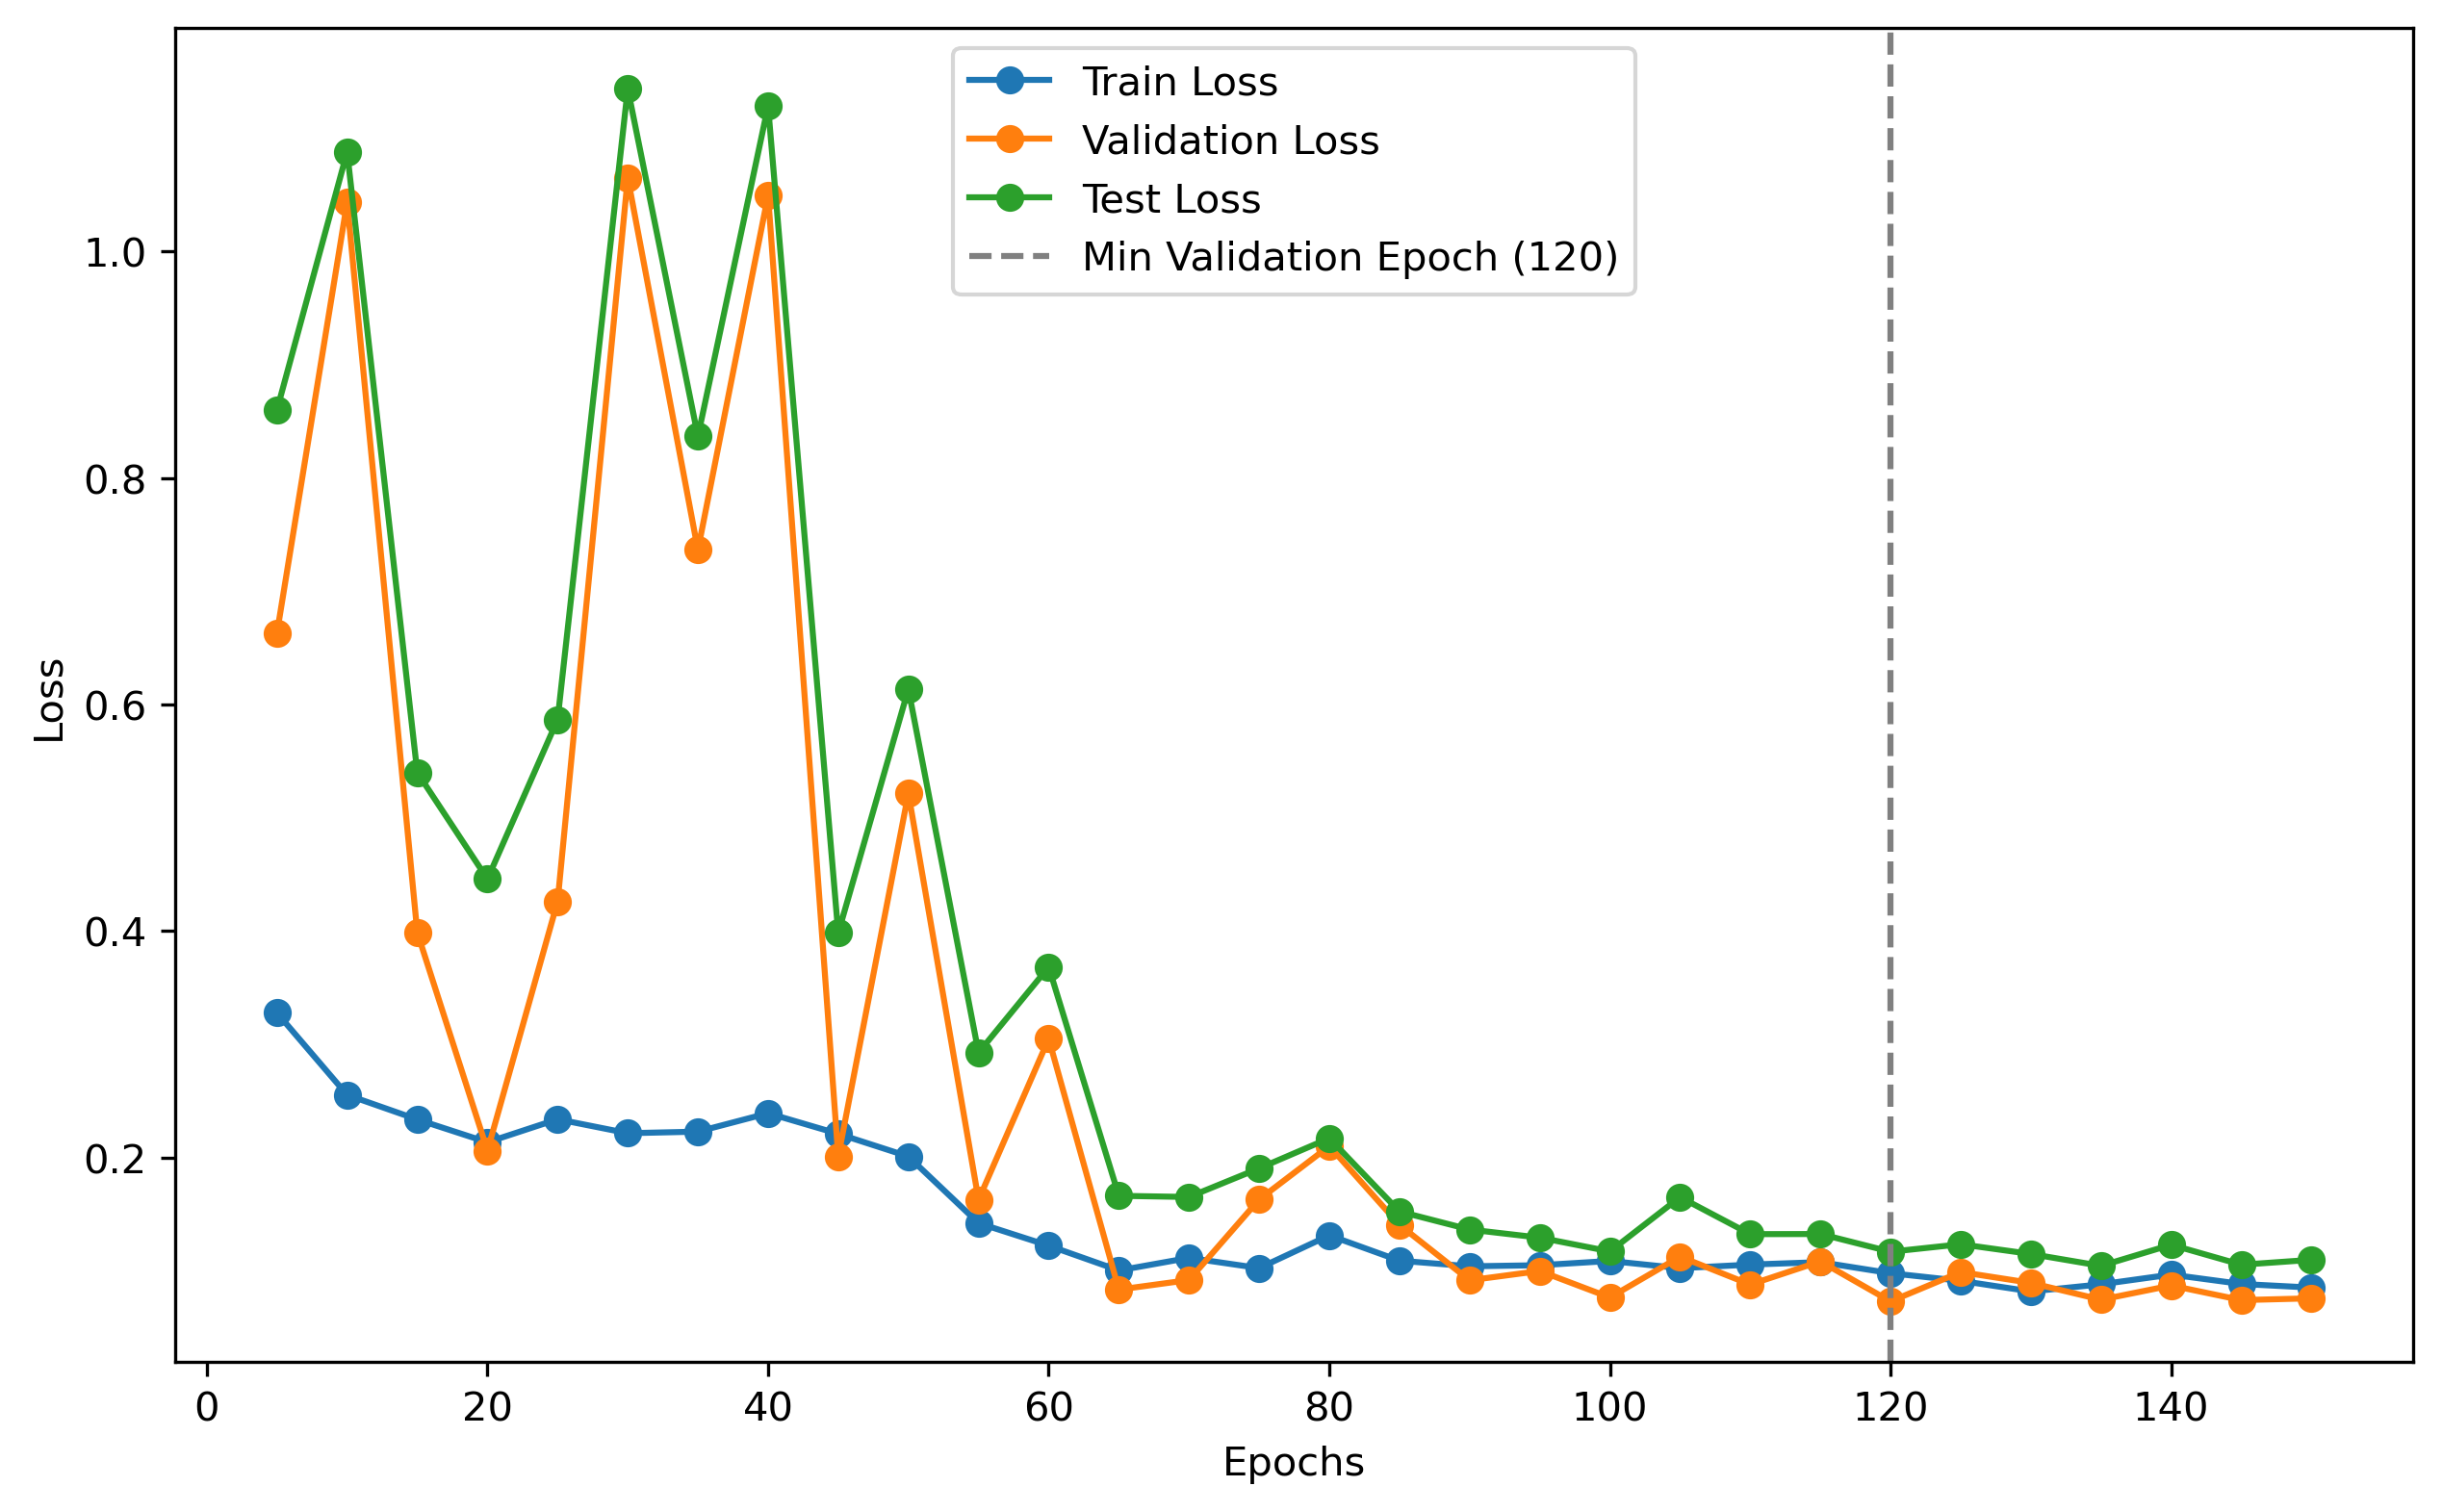 Train Loss
Validation Loss
Test Loss
Min Validation Epoch (120)
1.0
0.8
0.6
0.4
0.2
Loss
0 20 40 60 80 100 120 140
Epochs